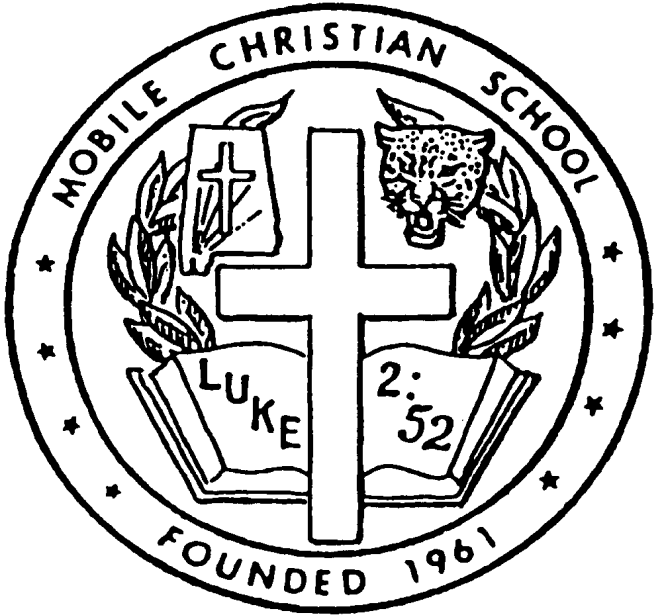 MOBILE CHRISTIAN SCHOOL
LUKE 2:
52
FOUNDED 1961